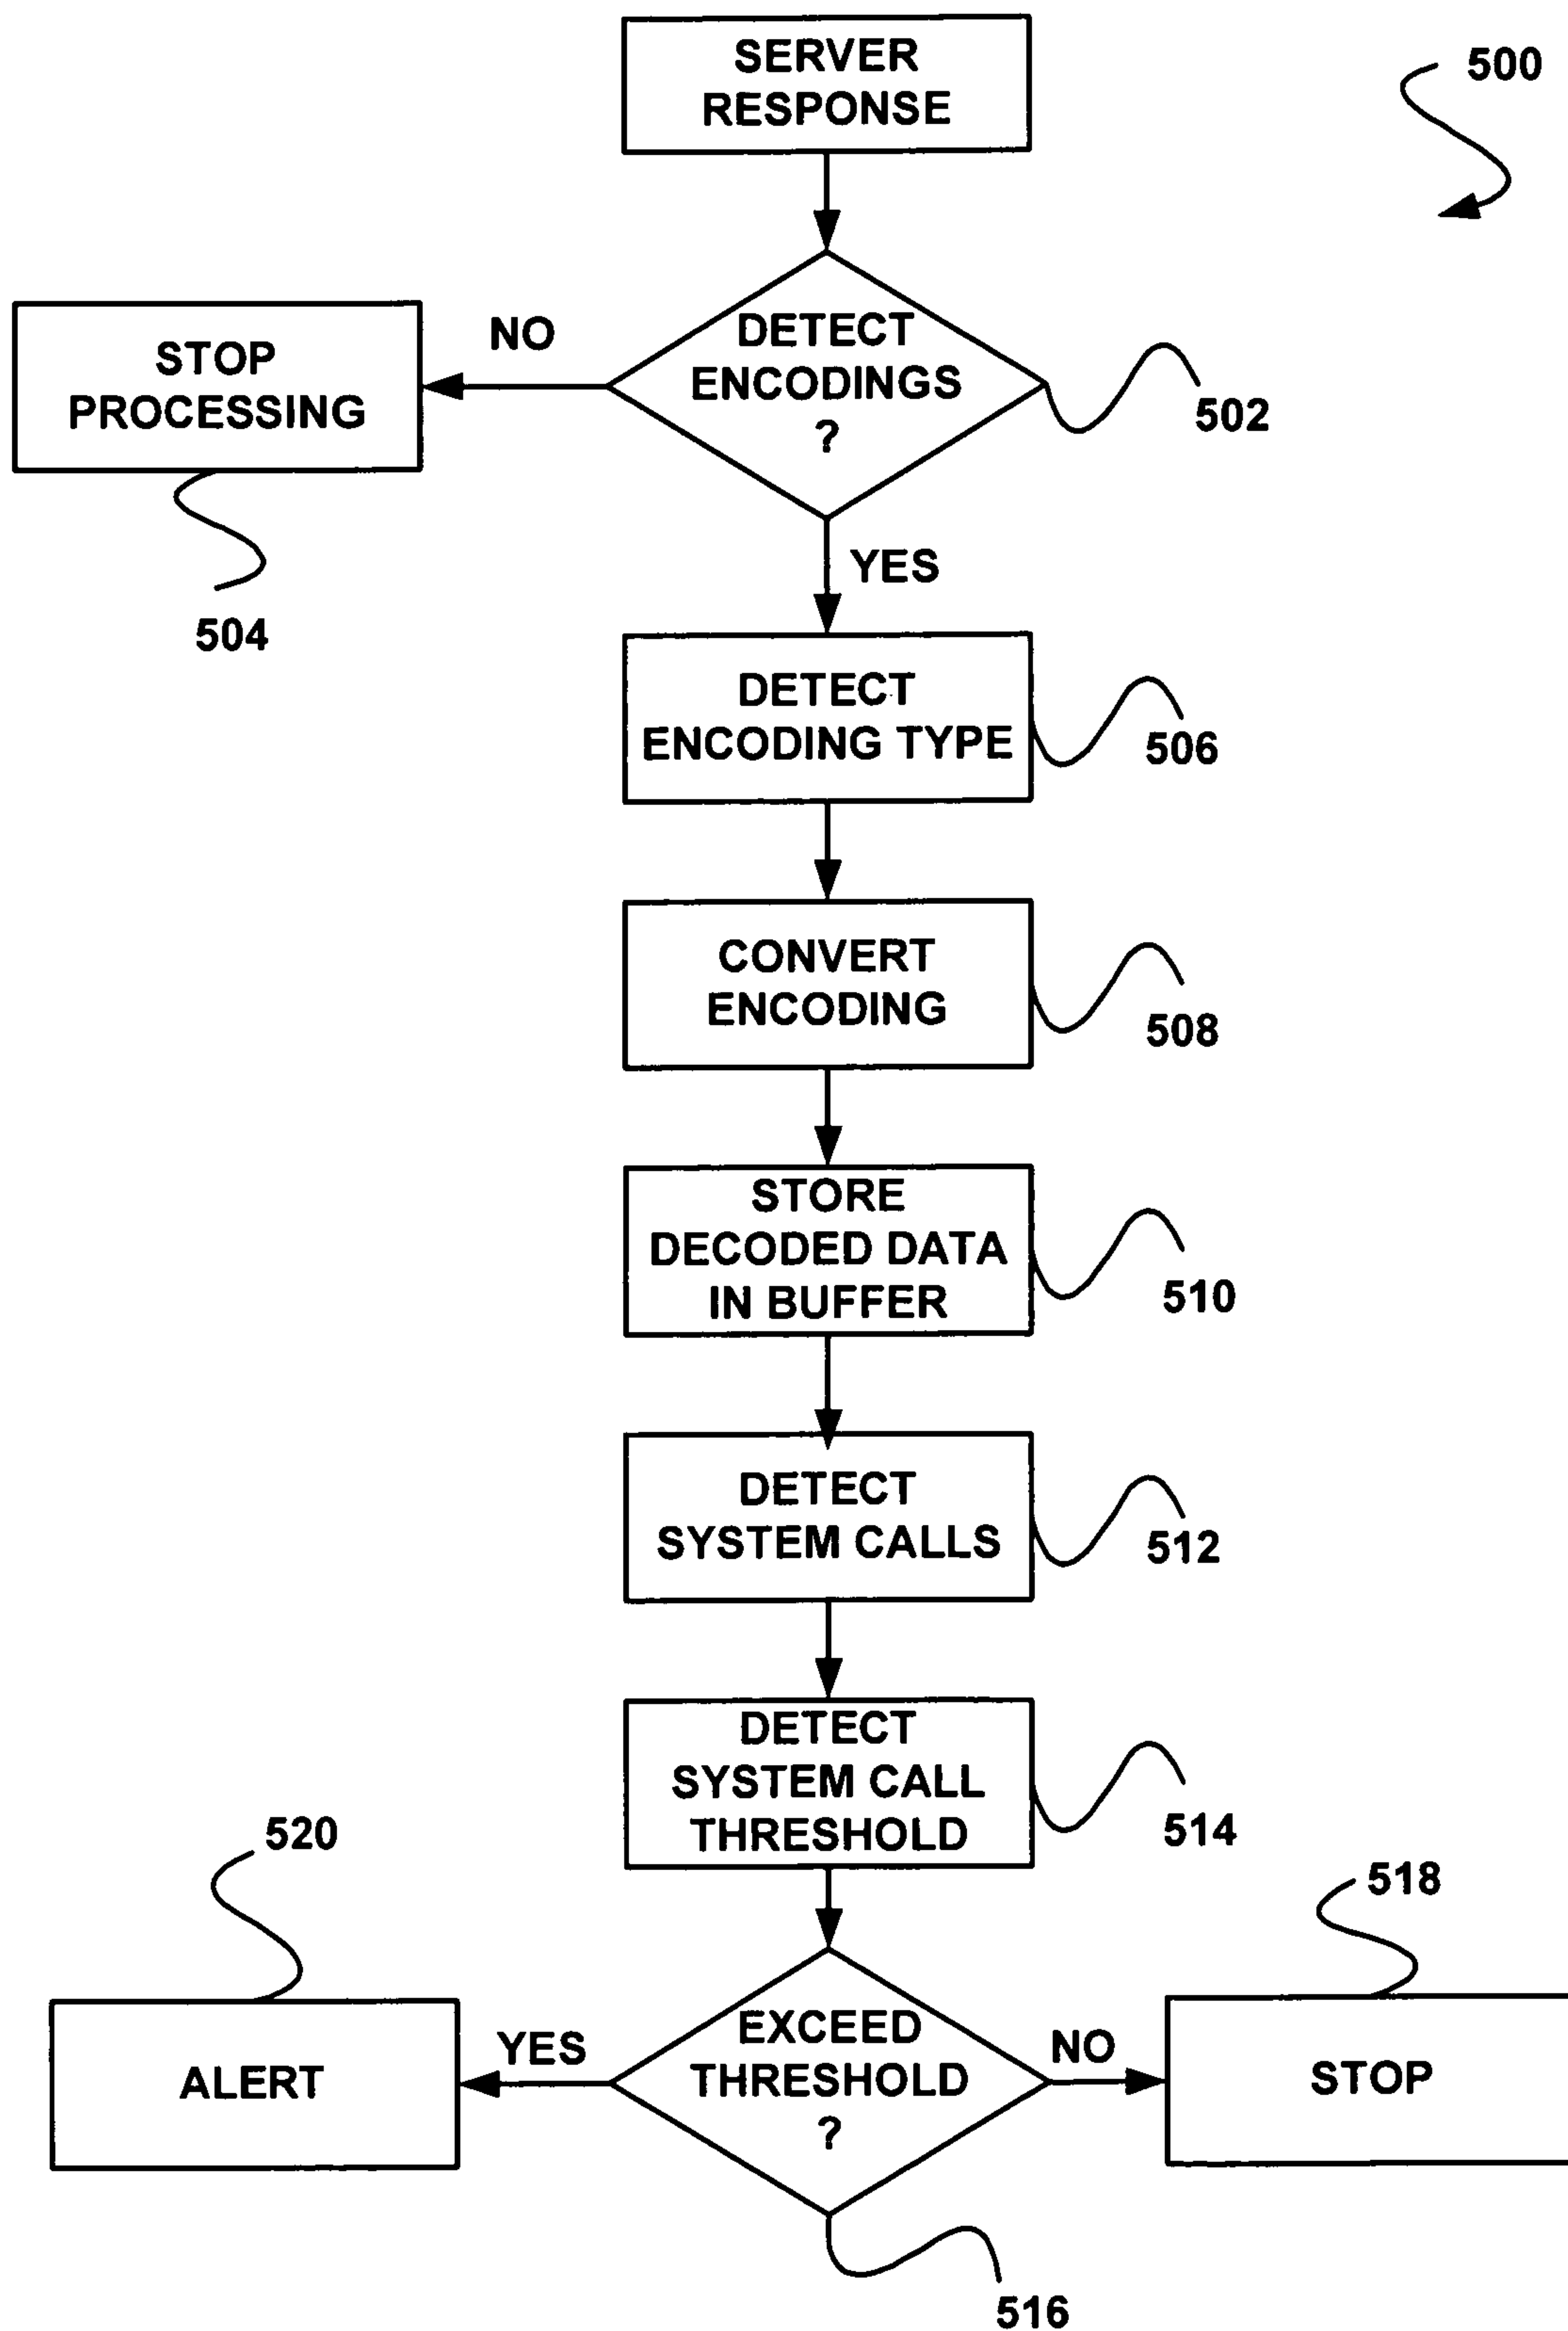 SERVER
RESPONSE
500
DETECT
ENCODINGS
?
502
NO
STOP
PROCESSING
504
YES
DETECT
ENCODING TYPE
506
CONVERT
ENCODING
508
STORE
DECODED DATA
IN BUFFER
510
DETECT
SYSTEM CALLS
512
DETECT
SYSTEM CALL
THRESHOLD
514
520
518
EXCEED
THRESHOLD
?
YES
NO
ALERT
STOP
516